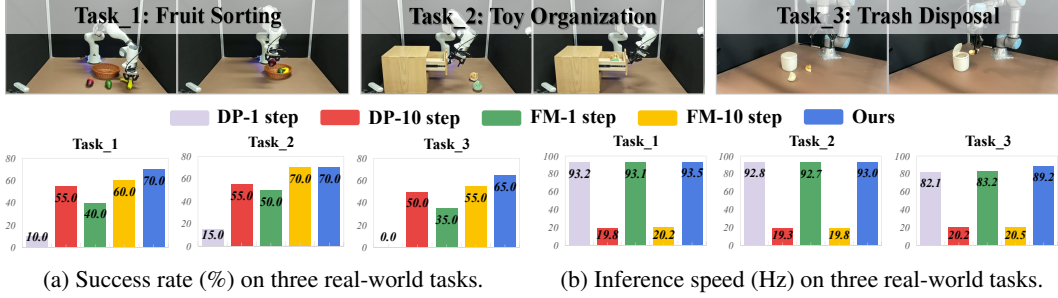 Task_1: Fruit Sorting
Task_2: Toy Organization
Task_3: Trash Disposal
DP-1 step DP-10 step FM-1 step FM-10 step Ours
Task_1
80
60
40
20
0
10.0 55.0 40.0 60.0 70.0
Task_2
80
60
40
20
0
15.0 55.0 50.0 70.0 70.0
Task_3
80
60
40
20
0
0.0 50.0 35.0 55.0 65.0
Task_1
100
80
60
40
20
0
93.2 19.8 93.1 20.2 93.5
Task_2
100
80
60
40
20
0
92.8 19.3 92.7 19.8 93.0
Task_3
100
80
60
40
20
0
82.1 20.2 83.2 20.5 89.2
(a) Success rate (%) on three real-world tasks.
(b) Inference speed (Hz) on three real-world tasks.